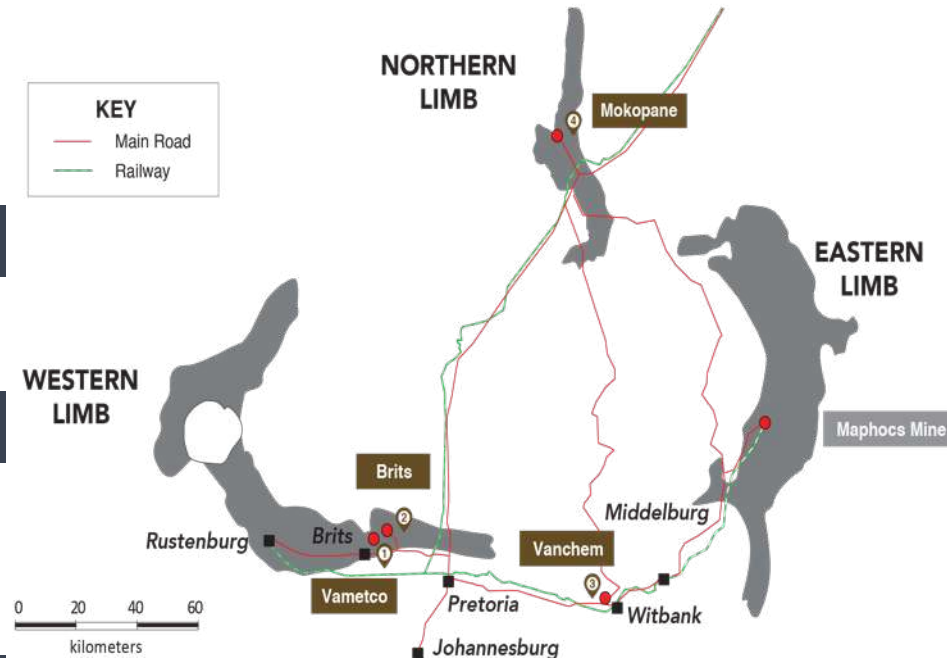 NORTHERN
LIMB
KEY
Main Road
Railway
Mokopane
4
EASTERN
LIMB
WESTERN
LIMB
Maphocs Mine
Brits
2
Middelburg
Rustenburg
Brits
1
Vanchem
3
Vametco
Pretoria
Witbank
0 20 40 60
kilometers
Johannesburg